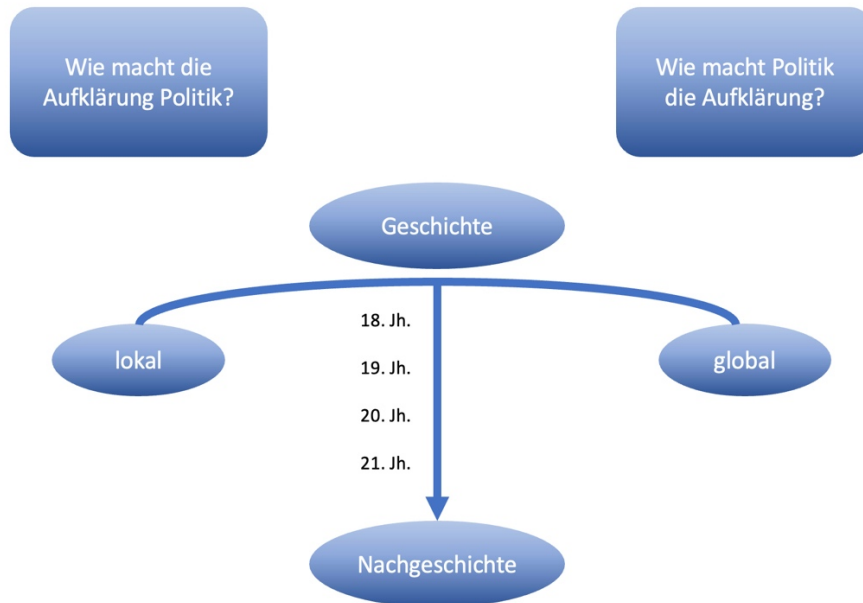 Wie macht die
Aufklärung Politik?
Wie macht Politik
die Aufklärung?
Geschichte
18. Jh.
lokal
global
19. Jh.
20. Jh.
21. Jh.
Nachgeschichte